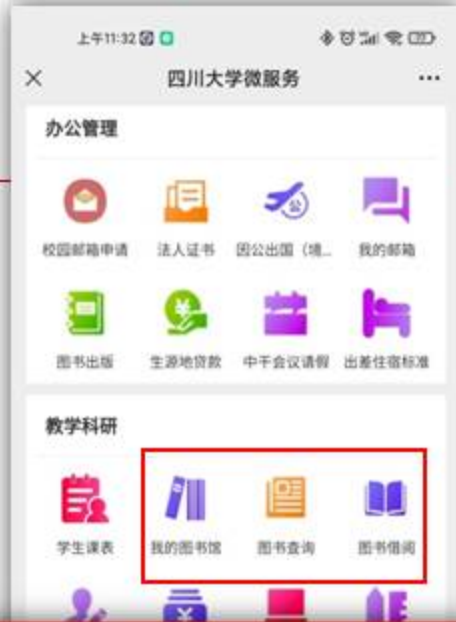 上午11:32
四川大学微服务
办公管理
校园邮箱申请 法人证书 因公出国（境... 我的邮箱
图书出版 生源地贷款 中干会议请假 出差住宿标准
教学科研
学生课表 我的图书馆 图书查询 图书借阅